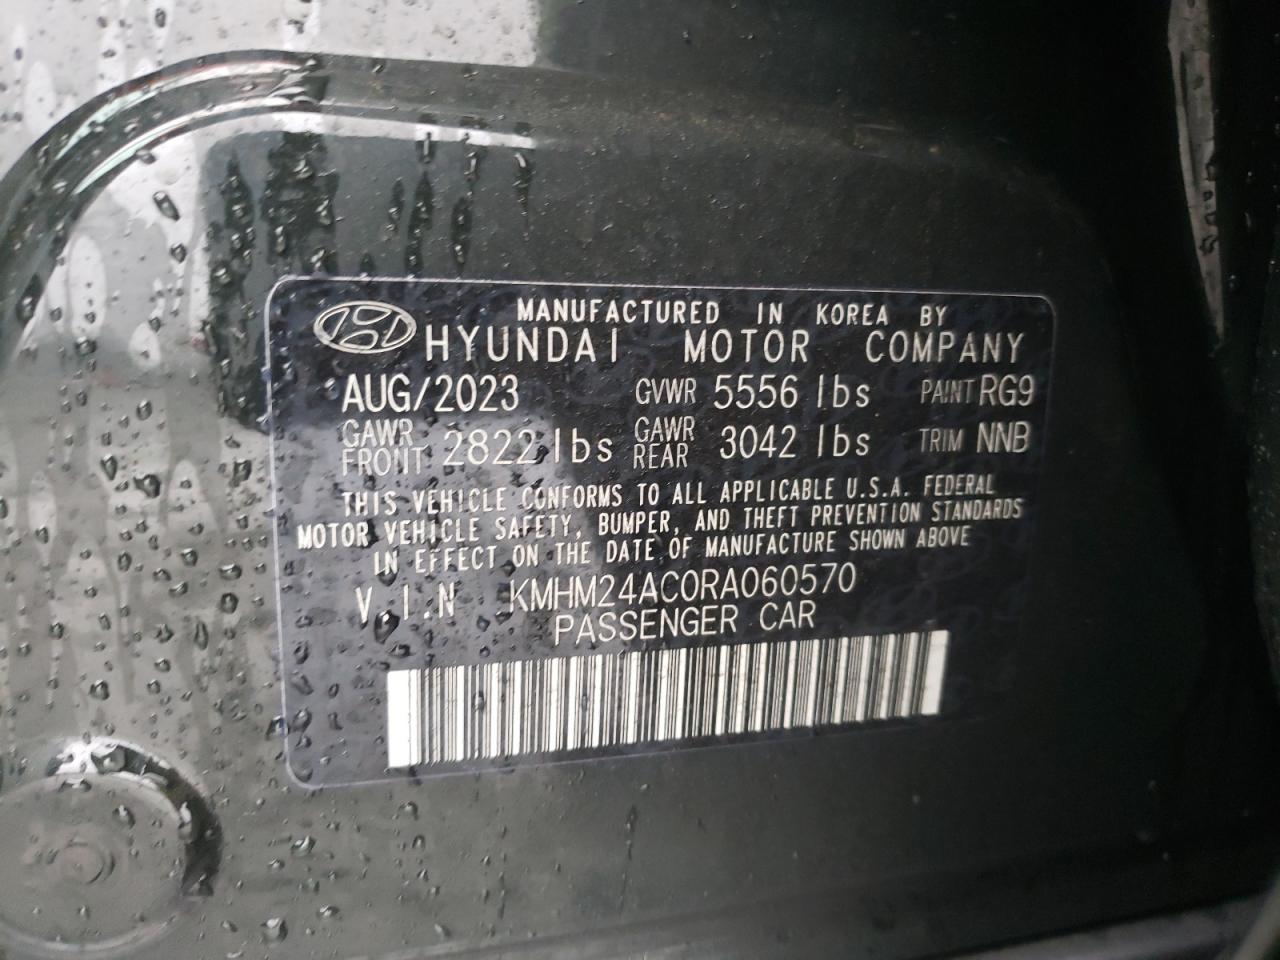 MANUFACTURED IN KOREA BY
HYUNDAI MOTOR COMPANY
AUG/2023 GVWR 5556 lbs PAINT RG9
GAWR FRONT 2822 lbs GAWR REAR 3042 lbs TRIM NNB
THIS VEHICLE CONFORMS TO ALL APPLICABLE U.S.A. FEDERAL
MOTOR VEHICLE SAFETY, BUMPER, AND THEFT PREVENTION STANDARDS
IN EFFECT ON THE DATE OF MANUFACTURE SHOWN ABOVE
V.I.N KMHM24AC0RA060570
PASSENGER CAR